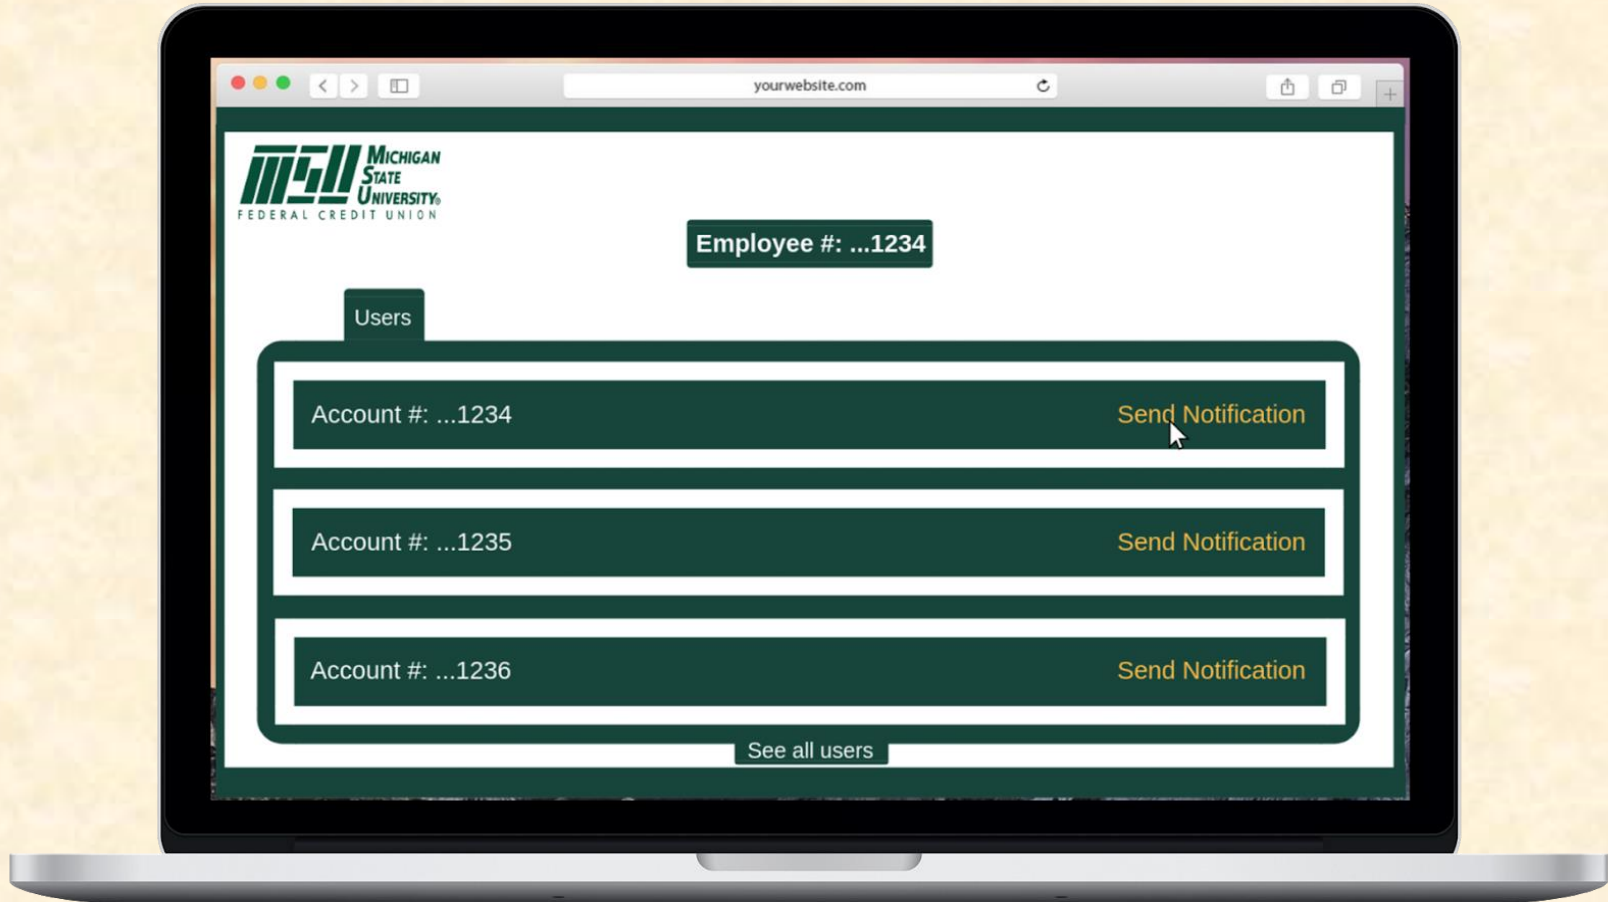 yourwebsite.com
MSU
MICHIGAN
STATE
UNIVERSITY®
FEDERAL CREDIT UNION
Employee #: ...1234
Users
Account #: ...1234 Send Notification
Account #: ...1235 Send Notification
Account #: ...1236 Send Notification
See all users